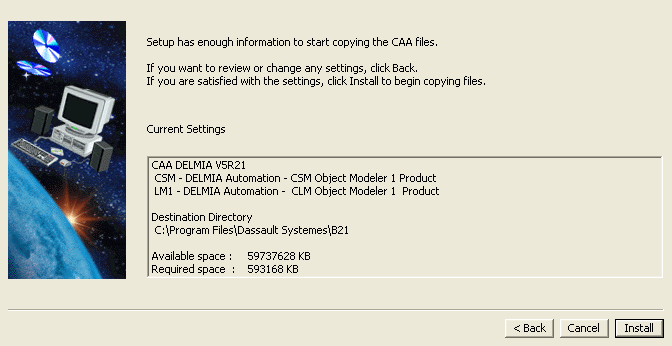 Setup has enough information to start copying the CAA files.
If you want to review or change any settings, click Back.
If you are satisfied with the settings, click Install to begin copying files.
Current Settings
CAA DELMIA V5R21
CSM - DELMIA Automation - CSM Object Modeler 1 Product
LM1 - DELMIA Automation -  CLM Object Modeler 1  Product
Destination Directory
C:\Program Files\Dassault Systemes\B21
Available space :    59737628 KB
Required space  :    593168 KB
< Back
Cancel
Install